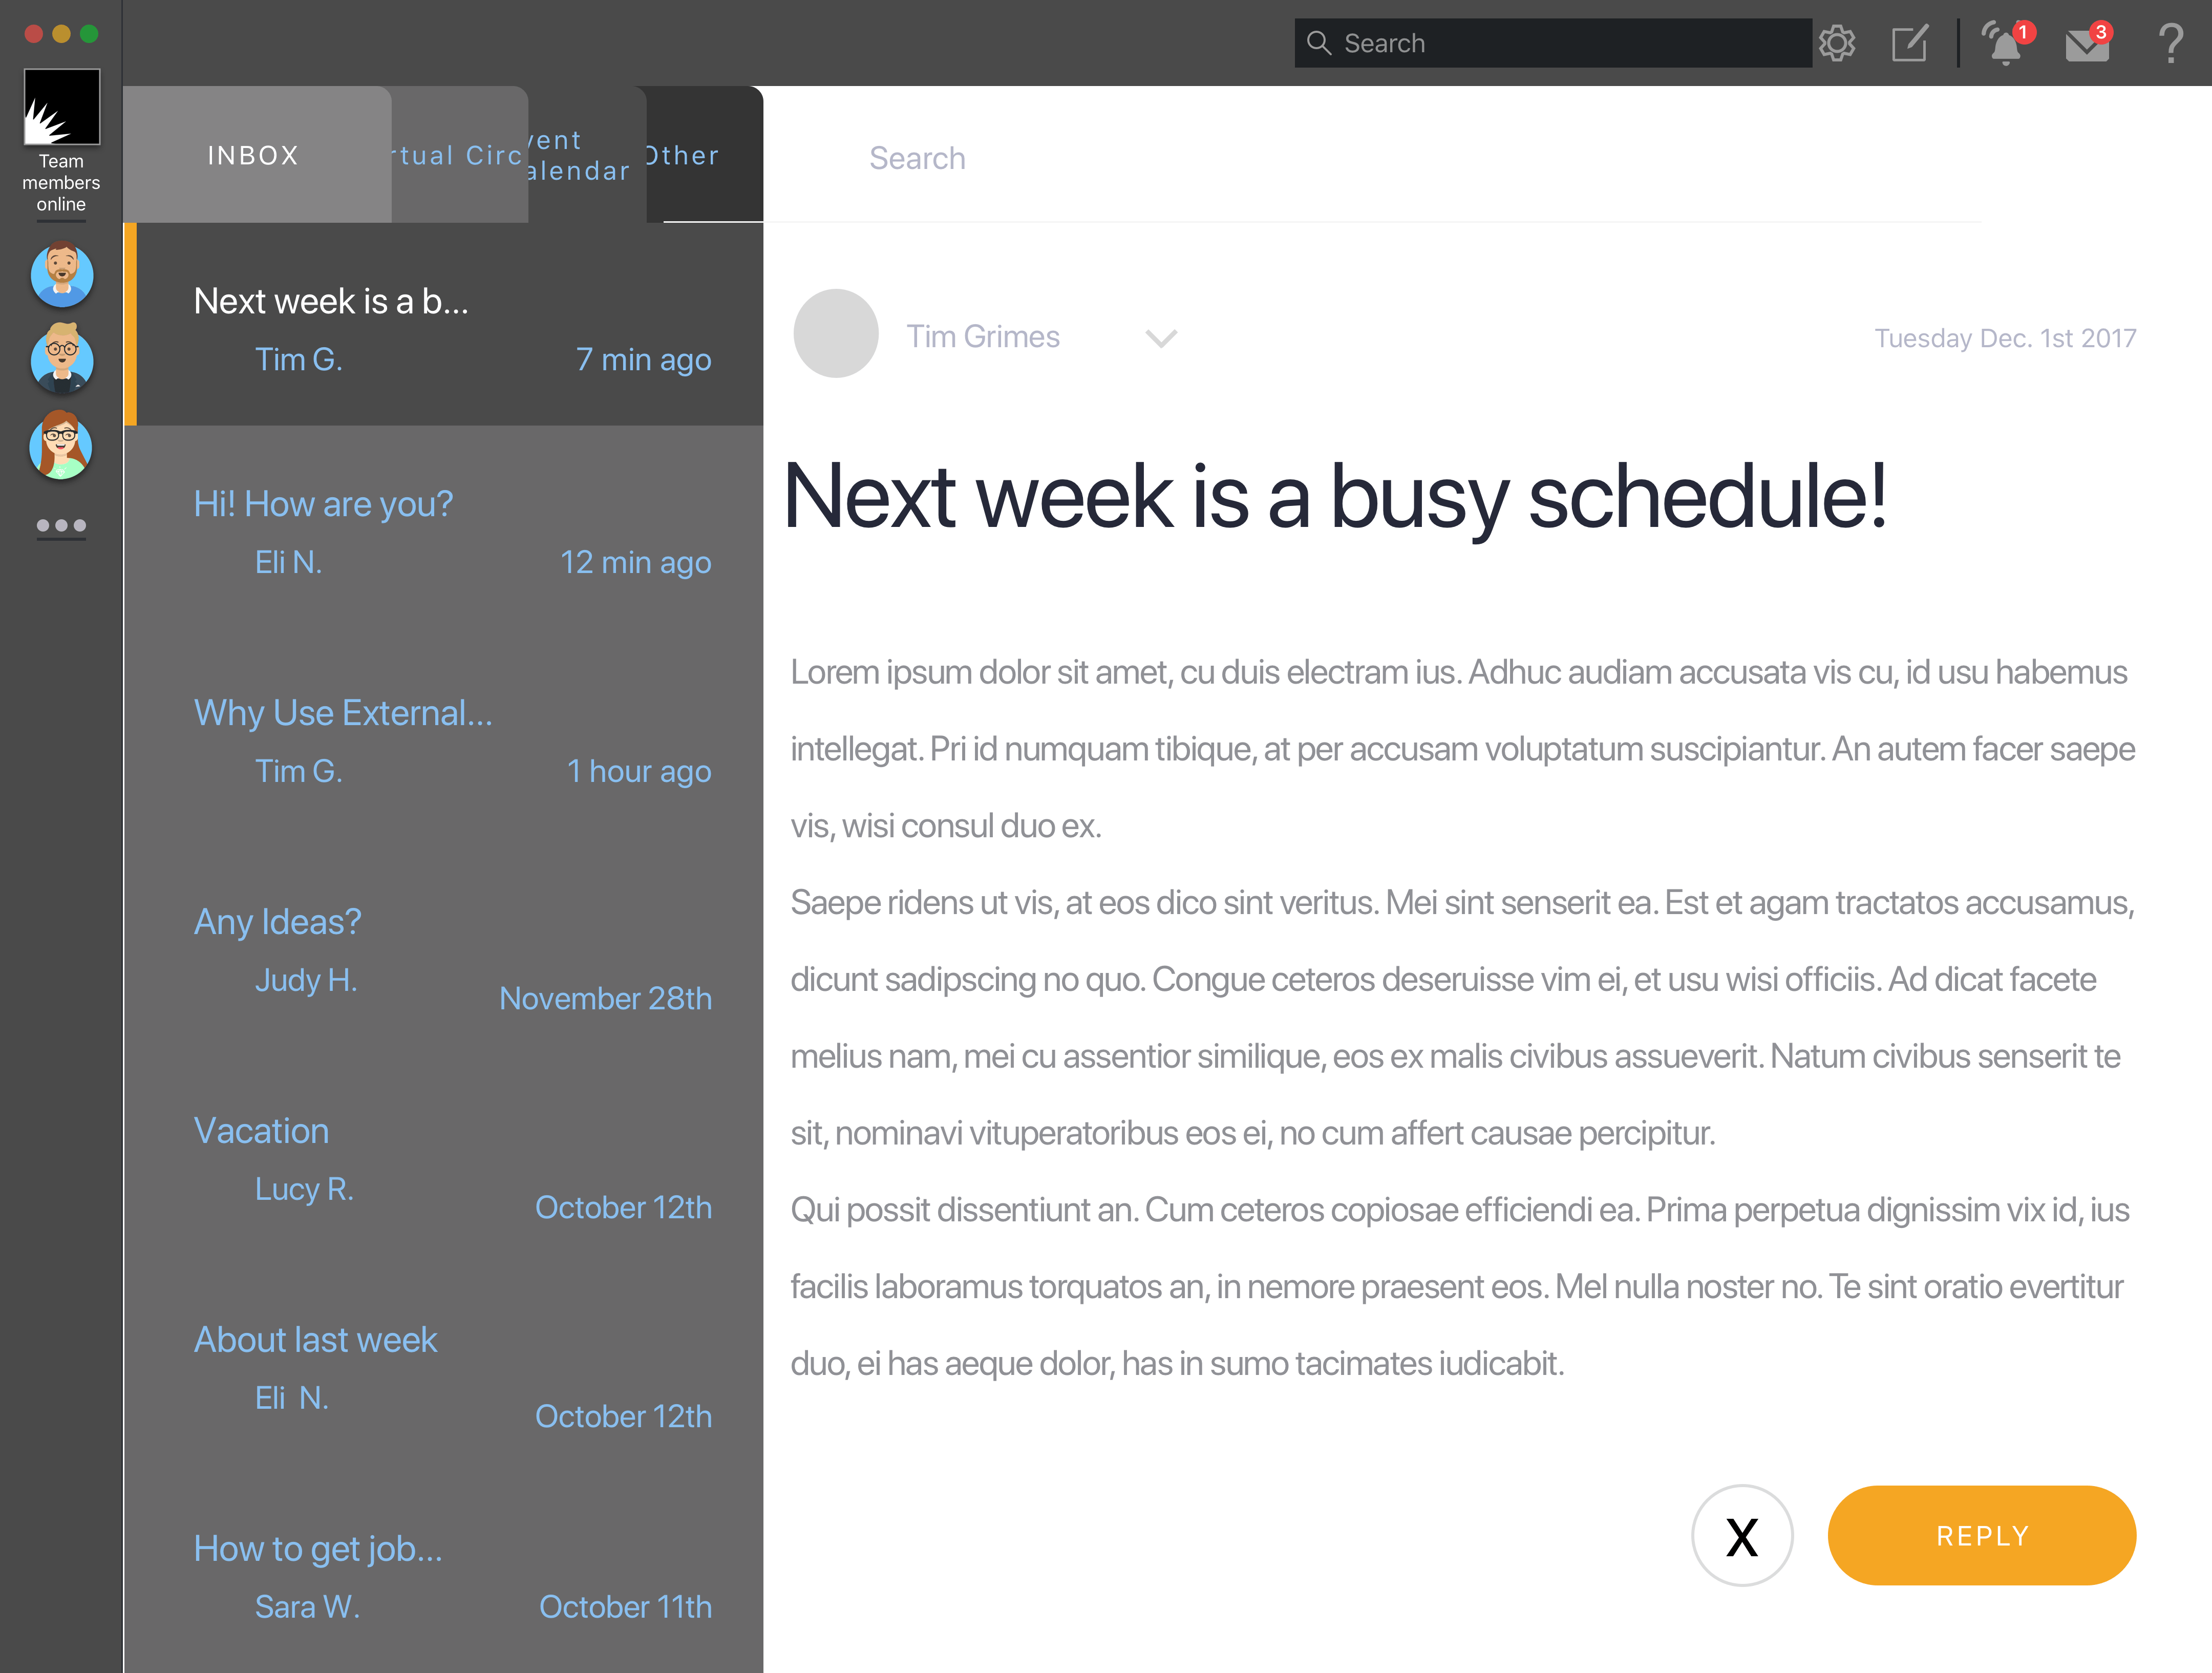 Search
1
3
?
Team
members
online
INBOX
rtual Circ
vent
alendar
Other
Search
Next week is a b...
Tim G.
7 min ago
Hi! How are you?
Eli N.
12 min ago
Why Use External...
Tim G.
1 hour ago
Any Ideas?
Judy H.
November 28th
Vacation
Lucy R.
October 12th
About last week
Eli N.
October 12th
How to get job...
Sara W.
October 11th
Tim Grimes
Tuesday Dec. 1st 2017
Next week is a busy schedule!
Lorem ipsum dolor sit amet, cu duis electram ius. Adhuc audiam accusata vis cu, id usu habemus
intellegat. Pri id numquam tibique, at per accusam voluptatum suscipiantur. An autem facer saepe
vis, wisi consul duo ex.
Saepe ridens ut vis, at eos dico sint veritus. Mei sint senserit ea. Est et agam tractatos accusamus,
dicunt sadipscing no quo. Congue ceteros deseruisse vim ei, et usu wisi officiis. Ad dicat facete
melius nam, mei cu assentior similique, eos ex malis civibus assueverit. Natum civibus senserit te
sit, nominavi vituperatoribus eos ei, no cum affert causae percipitur.
Qui possit dissentiunt an. Cum ceteros copiosae efficiendi ea. Prima perpetua dignissim vix id, ius
facilis laboramus torquatos an, in nemore praesent eos. Mel nulla noster no. Te sint oratio evertitur
duo, ei has aeque dolor, has in sumo tacimates iudicabit.
X
REPLY